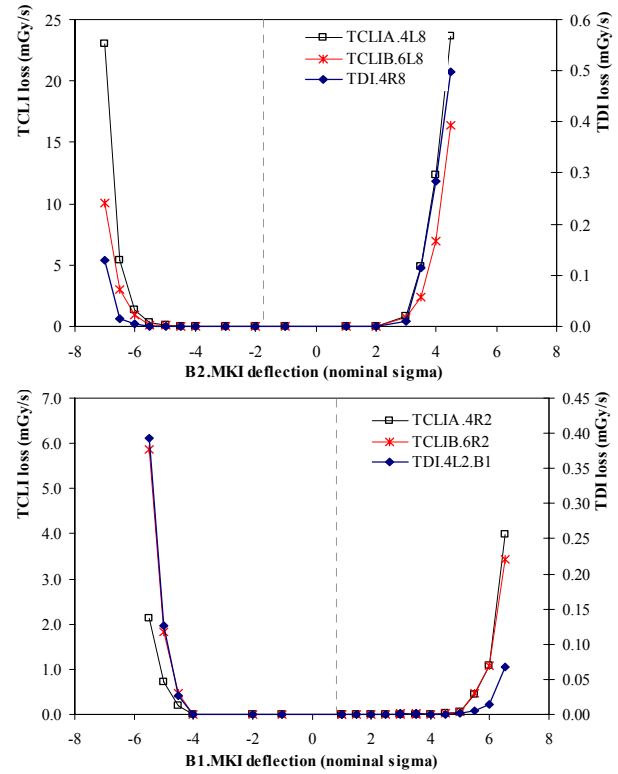 TCLI loss (mGy/s)
25
20
15
10
5
0
TCLIA.4L8
TCLIB.6L8
TDI.4R8
0.6
0.5
0.4
0.3
0.2
0.1
0.0
TDI loss (mGy/s)
-8 -6 -4 -2 0 2 4 6 8
B2.MKI deflection (nominal sigma)
TCLI loss (mGy/s)
7.0
6.0
5.0
4.0
3.0
2.0
1.0
0.0
TCLIA.4R2
TCLIB.6R2
TDI.4L2.B1
0.45
0.40
0.35
0.30
0.25
0.20
0.15
0.10
0.05
0.00
TDI loss (mGy/s)
-8 -6 -4 -2 0 2 4 6 8
B1.MKI deflection (nominal sigma)